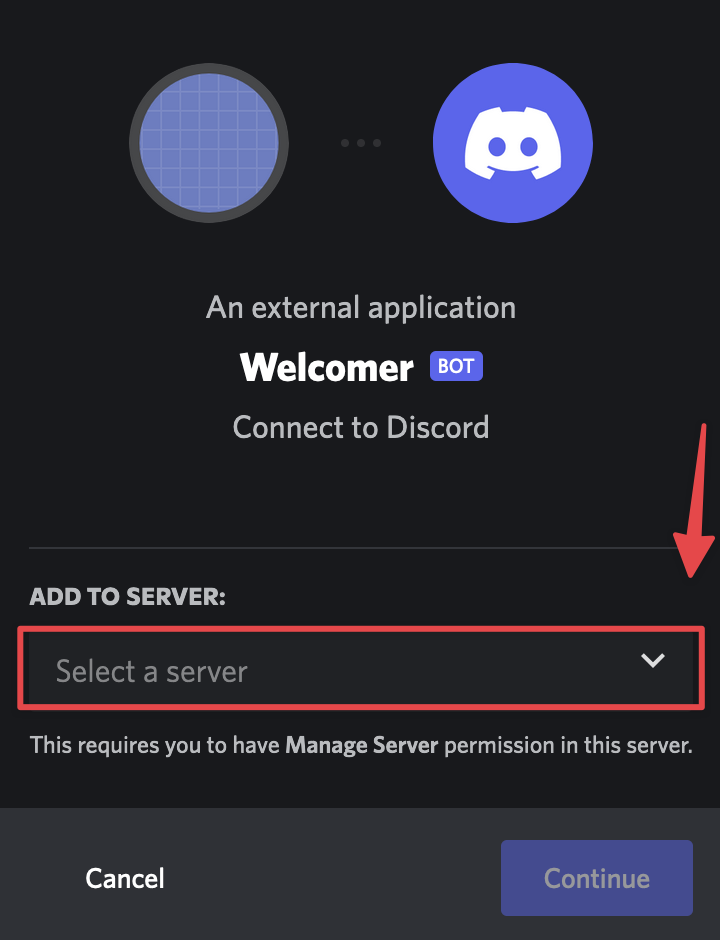 An external application
Welcomer BOT
Connect to Discord
ADD TO SERVER:
Select a server
This requires you to have Manage Server permission in this server.
Cancel
Continue